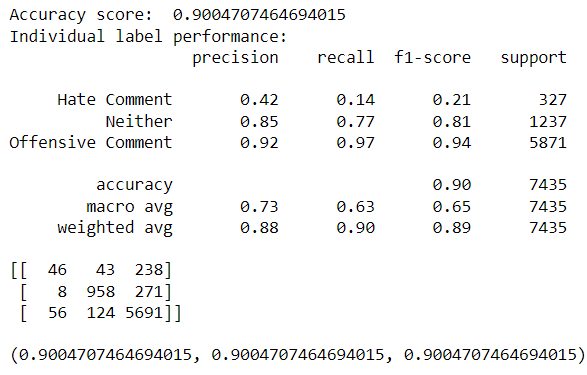 Accuracy score:  0.9004707464694015
Individual label performance:
                   precision    recall  f1-score   support

     Hate Comment       0.42      0.14      0.21       327
          Neither       0.85      0.77      0.81      1237
Offensive Comment       0.92      0.97      0.94      5871

         accuracy                           0.90      7435
        macro avg       0.73      0.63      0.65      7435
     weighted avg       0.88      0.90      0.89      7435

[[  46   43  238]
 [   8  958  271]
 [  56  124 5691]]

(0.9004707464694015, 0.9004707464694015, 0.9004707464694015)